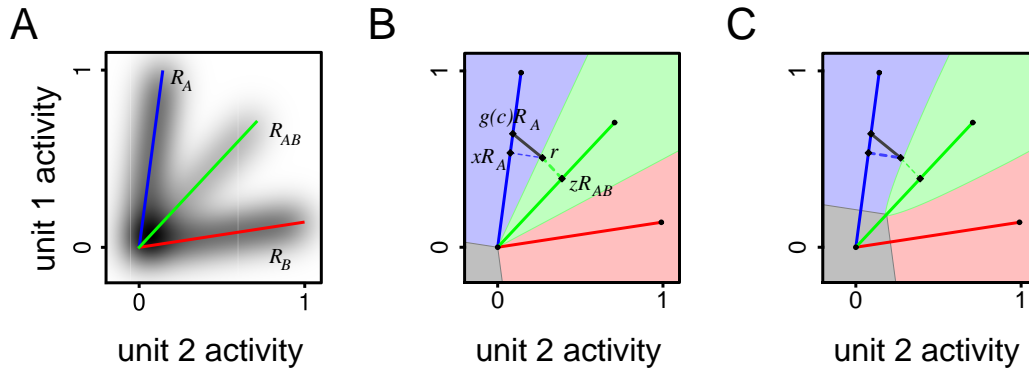 A
B
C
unit 1 activity
1
0
R_A
R_AB
R_B
0
1
unit 2 activity
1
0
g(c)R_A
xR_A
r
zR_AB
0
1
unit 2 activity
1
0
0
1
unit 2 activity